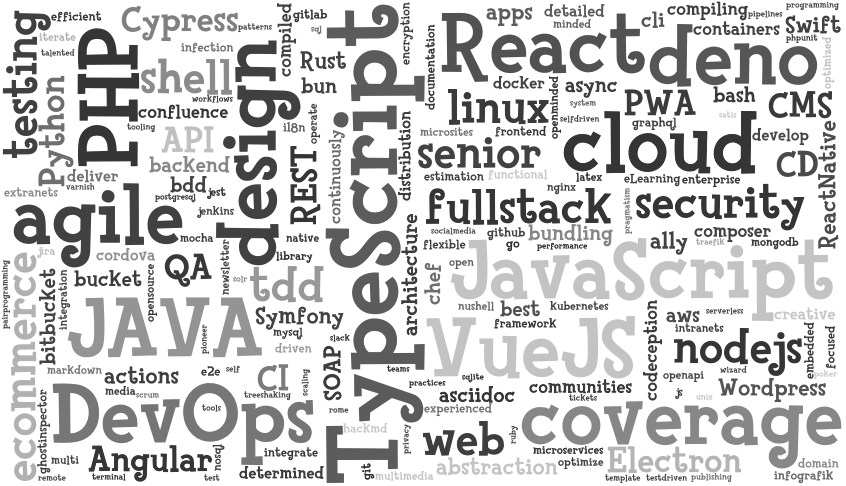 efficient
Cypress
patterns
gitlab
sql
encryption
apps
detailed
minded
cli
compiling
pipelines
programming
Swift
phpunit
containers
testing
iterate
talented
PHP
infection
compiled
Rust
TypeScript
documentation
React
deno
optimized
Python
shell
workflows
design
bun
docker
async
system
openminded
PWA
bash
satis
CMS
confluence
tooling
API
il8n
operate
linux
selfdriven
graphql
cloud
develop
backend
REST
continuously
distribution
microsites
frontend
senior
CD
ReactNative
extranets
deliver
varnish
bdd
postgresql
jest
estimation
functional
nginx
latex
eLearning
enterprise
agile
jenkins
fullstack
pragmatism
security
mocha
native
socialmedia
github
bundling
composer
jira
cordova
newsletter
library
architecture
flexible
go
performance
ally
traefik
mongodb
pairprogramming
ecommerce
bitbucket
integration
bucket
opensource
QA
solr
tdd
chef
open
JavaScript
JAVA
pioneer
Symfony
mysql
driven
slack
nushell
best
Kubernetes
framework
codeception
aws
serverless
intranets
creative
VueJS
nodejs
embedded
focused
markdown
actions
e2e
self
CI
scaling
SOAP
teams
practices
sqlite
communities
openapi
wizard
poker
media
scrum
treeshaking
asciidoc
tickets
js
unix
Wordpress
ghostinspector
DevOps
tools
rome
experienced
coverage
hackmd
privacy
web
ruby
microservices
multi
Angular
nosql
integrate
optimize
Electron
domain
remote
terminal
test
determined
git
multimedia
abstraction
template
testdriven
publishing
infografik